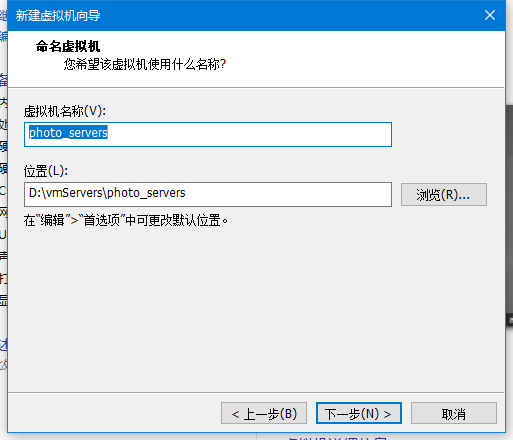 新建虚拟机向导
命名虚拟机
您希望该虚拟机使用什么名称?
虚拟机名称(V):
photo_servers
位置(L):
D:\vmServers\photo_servers
浏览(R)...
在“编辑”>“首选项”中可更改默认位置。
< 上一步(B)
下一步(N) >
取消